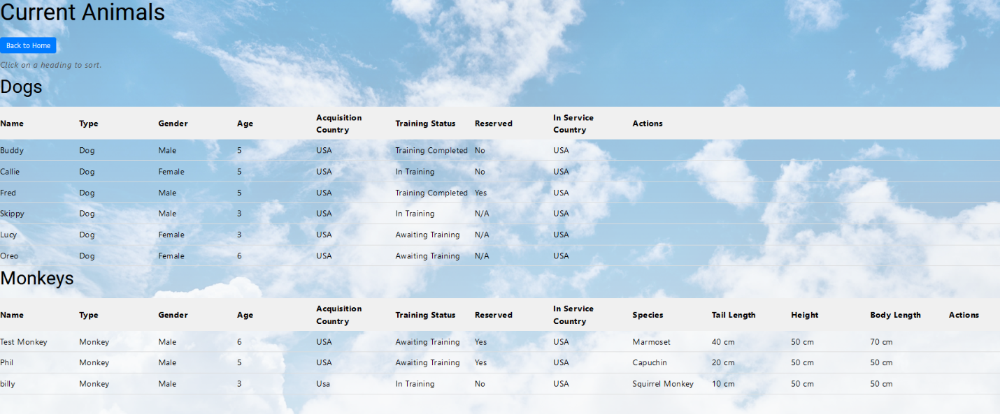 Current Animals
Back to Home
Click on a heading to sort.
Dogs
Name Type Gender Age Acquisition Country Training Status Reserved In Service Country Actions
Buddy Dog Male 5 USA Training Completed No USA
Callie Dog Female 5 USA In Training No USA
Fred Dog Male 5 USA Training Completed Yes USA
Skippy Dog Male 3 USA In Training N/A USA
Lucy Dog Female 3 USA Awaiting Training N/A USA
Oreo Dog Female 6 USA Awaiting Training N/A USA
Monkeys
Name Type Gender Age Acquisition Country Training Status Reserved In Service Country Species Tail Length Height Body Length Actions
Test Monkey Monkey Male 6 USA Awaiting Training Yes USA Marmoset 40 cm 50 cm 70 cm
Phil Monkey Male 5 USA Awaiting Training Yes USA Capuchin 20 cm 50 cm 50 cm
billy Monkey Male 3 Usa In Training No USA Squirrel Monkey 10 cm 50 cm 50 cm